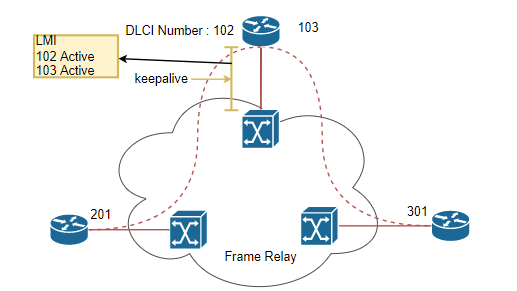 DLCI Number : 102
103
LMI
102 Active
103 Active
keepalive
201
301
Frame Relay